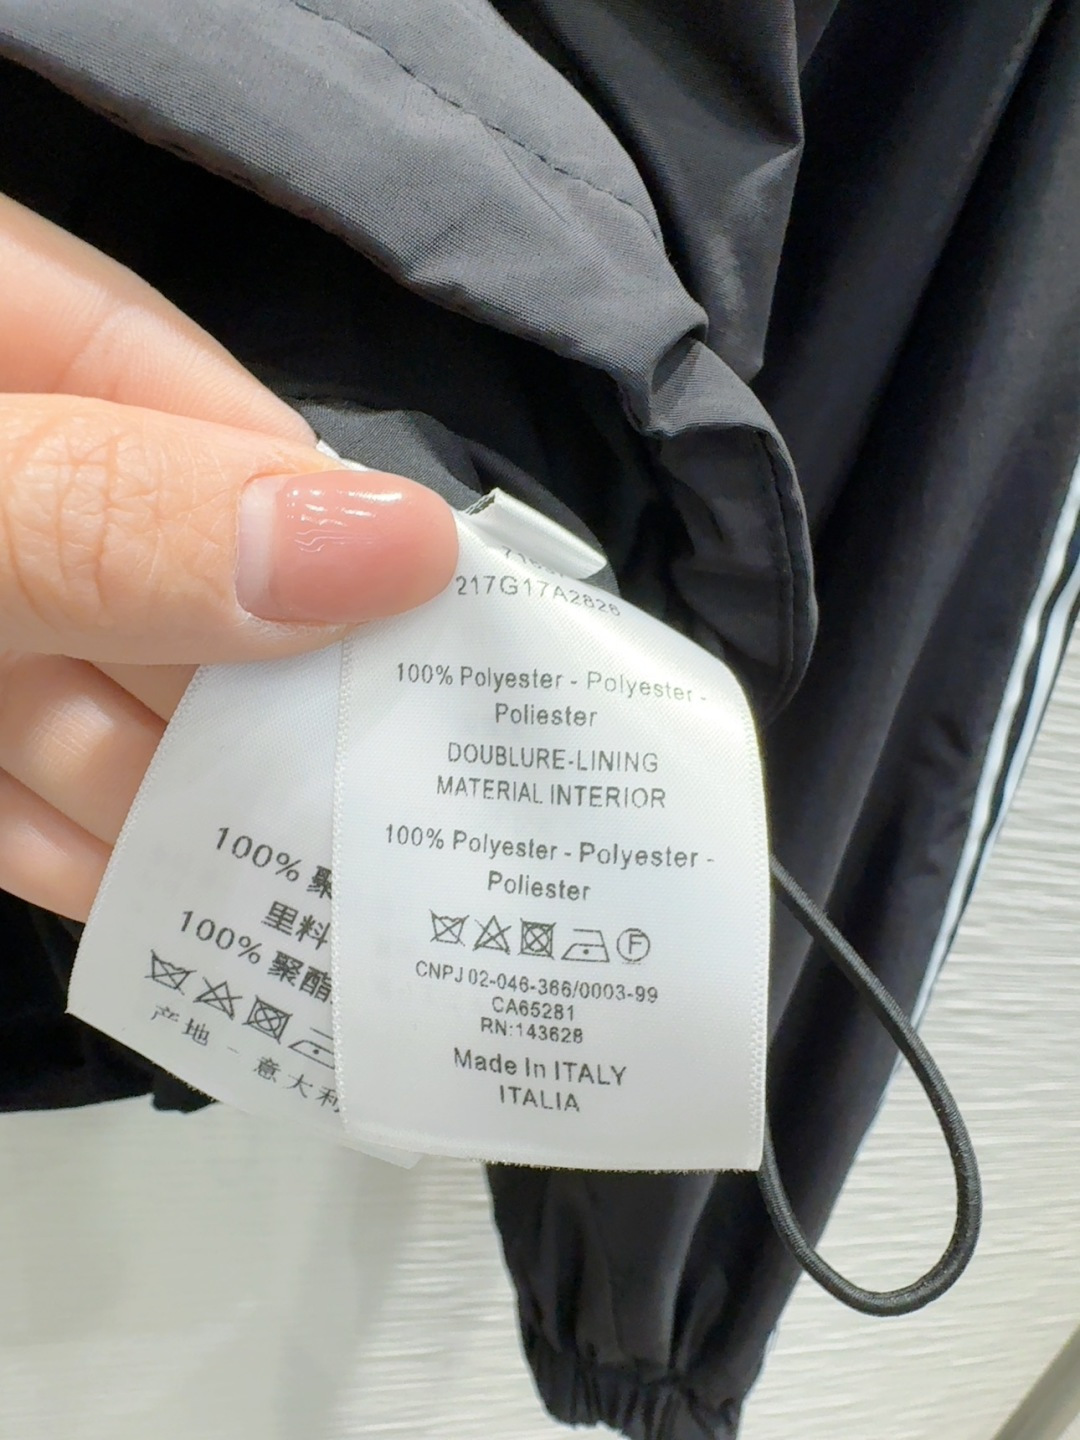 217G17A2826
100% Polyester - Polyester -
Poliester
DOUBLURE-LINING
MATERIAL INTERIOR
100% Polyester - Polyester -
Poliester
F
CNPJ 02-046-366/0003-99
CA65281
RN:143628
Made In ITALY
ITALIA
100% 聚
里料
100% 聚酯
产地 - 意大利